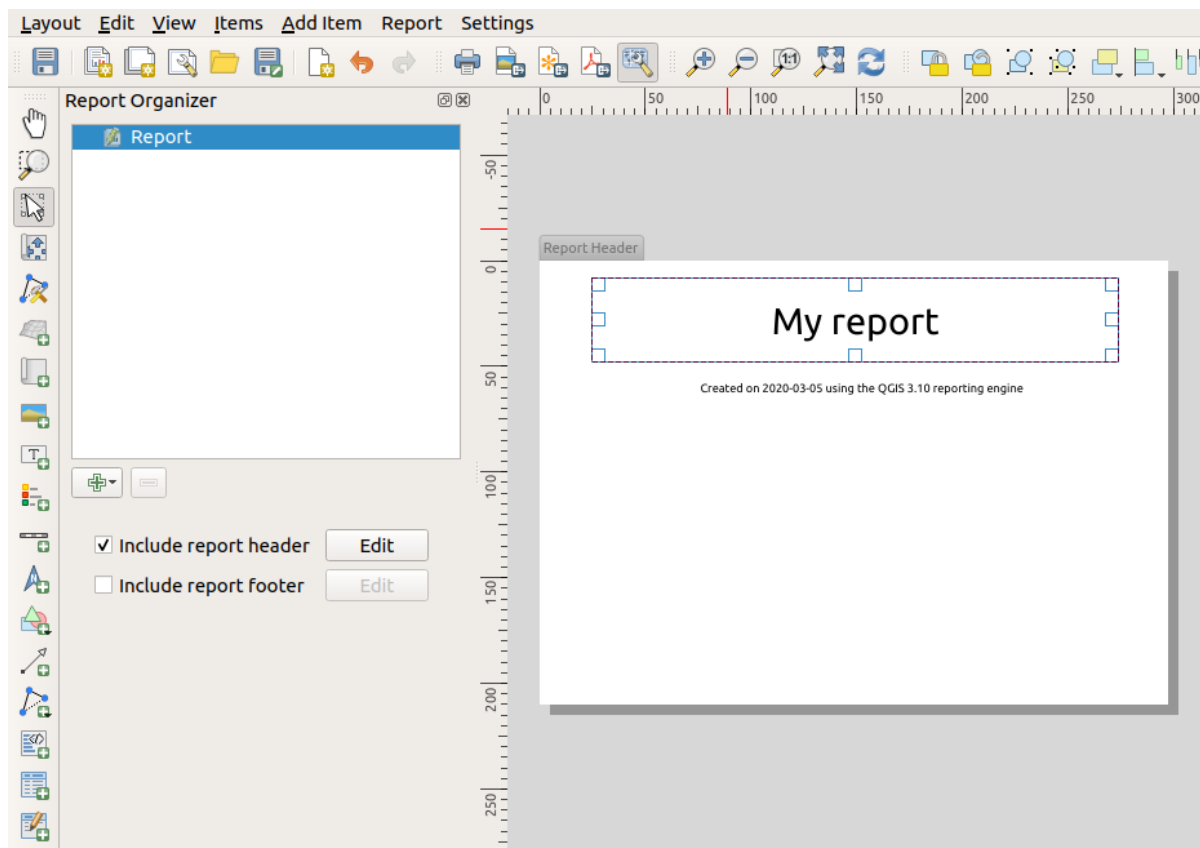 Layout Edit View Items Add Item Report Settings
1:1
Report Organizer
0 50 100 150 200 250 300
Report
-50
Report Header
0
My report
50
Created on 2020-03-05 using the QGIS 3.10 reporting engine
T
100
Include report header Edit
Include report footer Edit
150
200
250